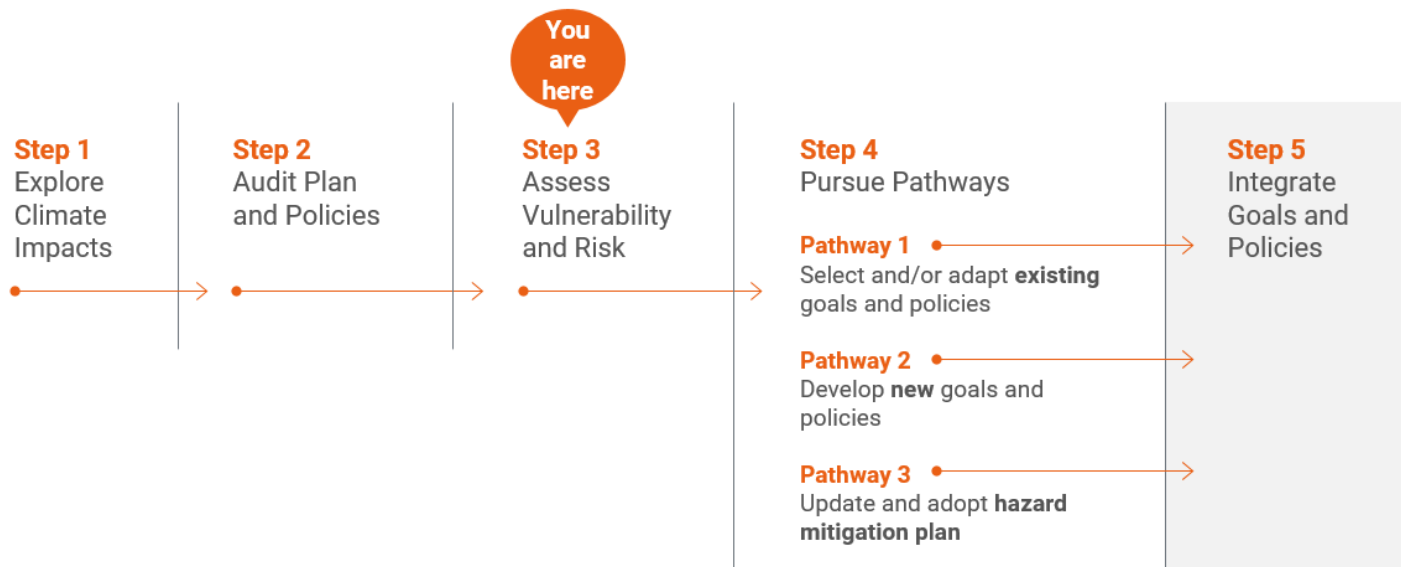 You
are
here
Step 1
Explore
Climate
Impacts
Step 2
Audit Plan
and Policies
Step 3
Assess
Vulnerability
and Risk
Step 4
Pursue Pathways
Pathway 1
Select and/or adapt existing
goals and policies
Pathway 2
Develop new goals and
policies
Pathway 3
Update and adopt hazard
mitigation plan
Step 5
Integrate
Goals and
Policies